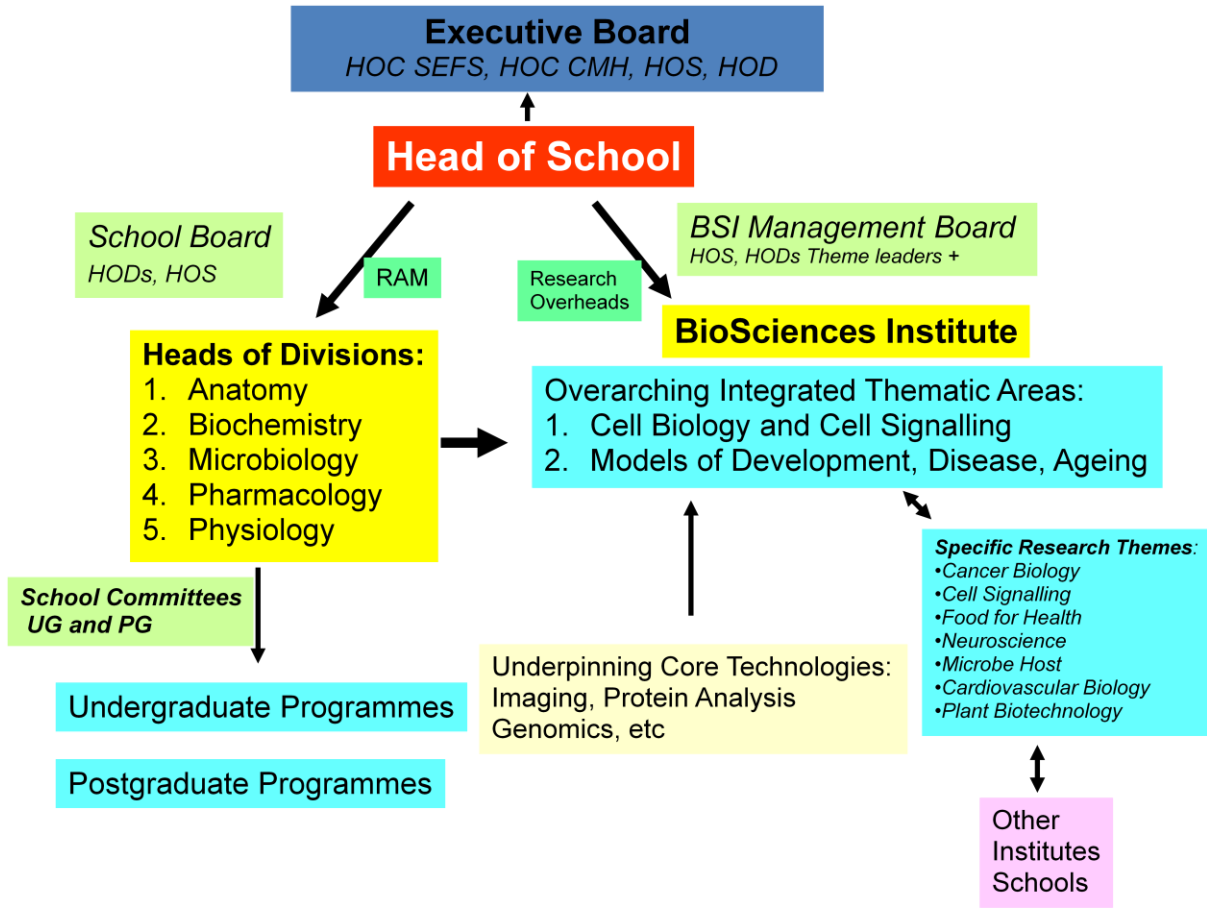 Executive Board
HOC SEFS, HOC CMH, HOS, HOD
Head of School
School Board
HODs, HOS
BSI Management Board
HOS, HODs Theme leaders +
RAM
Research
Overheads
BioSciences Institute
Heads of Divisions:
1. Anatomy
2. Biochemistry
3. Microbiology
4. Pharmacology
5. Physiology
Overarching Integrated Thematic Areas:
1. Cell Biology and Cell Signalling
2. Models of Development, Disease, Ageing
School Committees
UG and PG
Specific Research Themes:
•Cancer Biology
•Cell Signalling
•Food for Health
•Neuroscience
•Microbe Host
•Cardiovascular Biology
•Plant Biotechnology
Underpinning Core Technologies:
Imaging, Protein Analysis
Genomics, etc
Undergraduate Programmes
Postgraduate Programmes
Other
Institutes
Schools